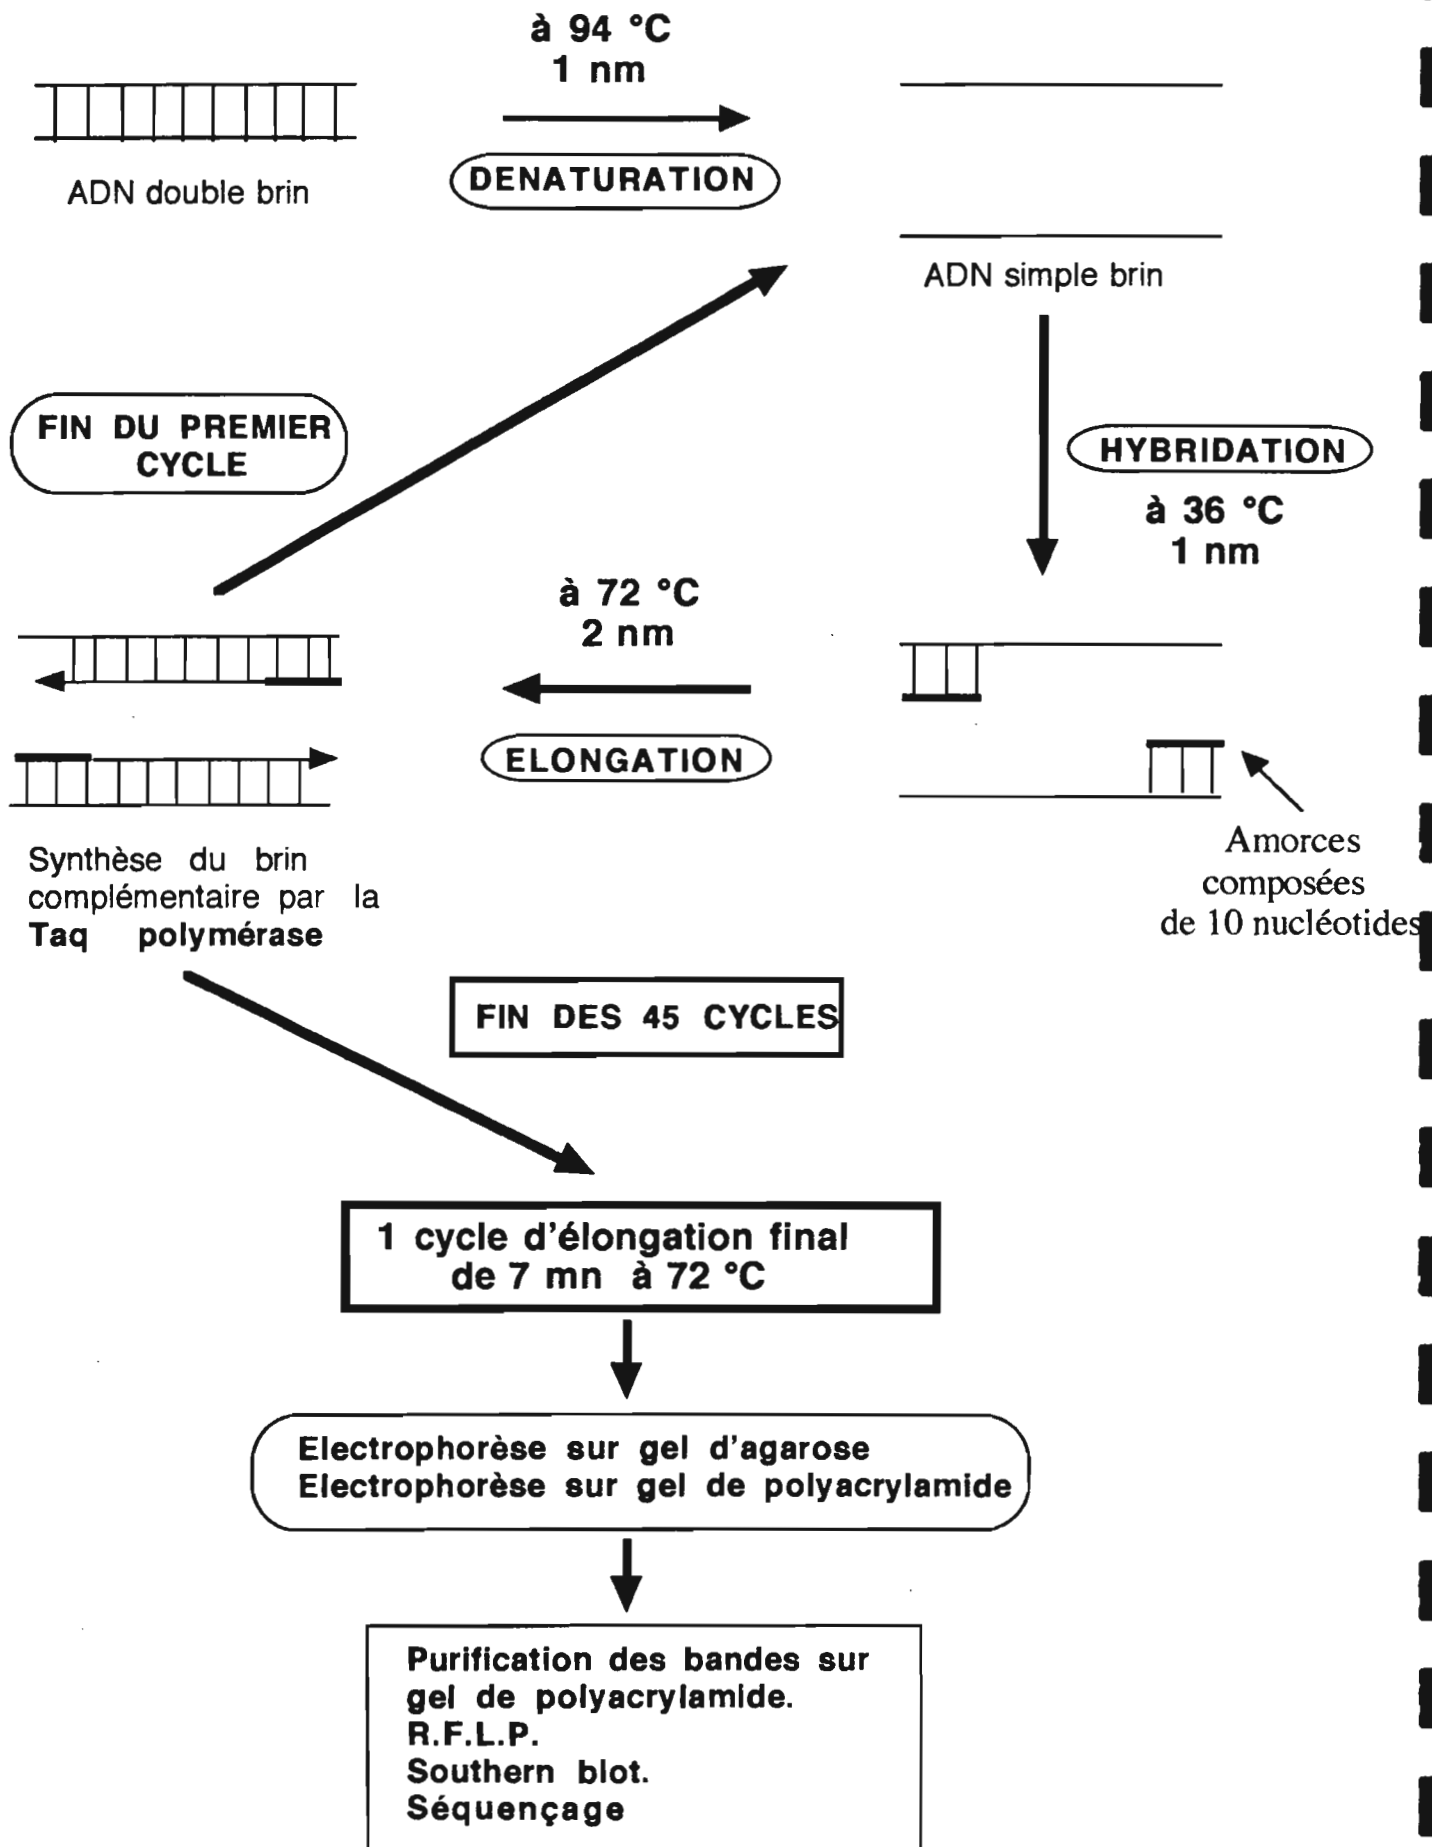 à 94 °C
1 nm
DENATURATION
ADN double brin
ADN simple brin
FIN DU PREMIER
CYCLE
HYBRIDATION
à 36 °C
1 nm
à 72 °C
2 nm
ELONGATION
Amorces
composées
de 10 nucléotides
Synthèse du brin
complémentaire par la
Taq polymérase
FIN DES 45 CYCLES
1 cycle d'élongation final
de 7 mn à 72 °C
Electrophorèse sur gel d'agarose
Electrophorèse sur gel de polyacrylamide
Purification des bandes sur
gel de polyacrylamide.
R.F.L.P.
Southern blot.
Séquençage